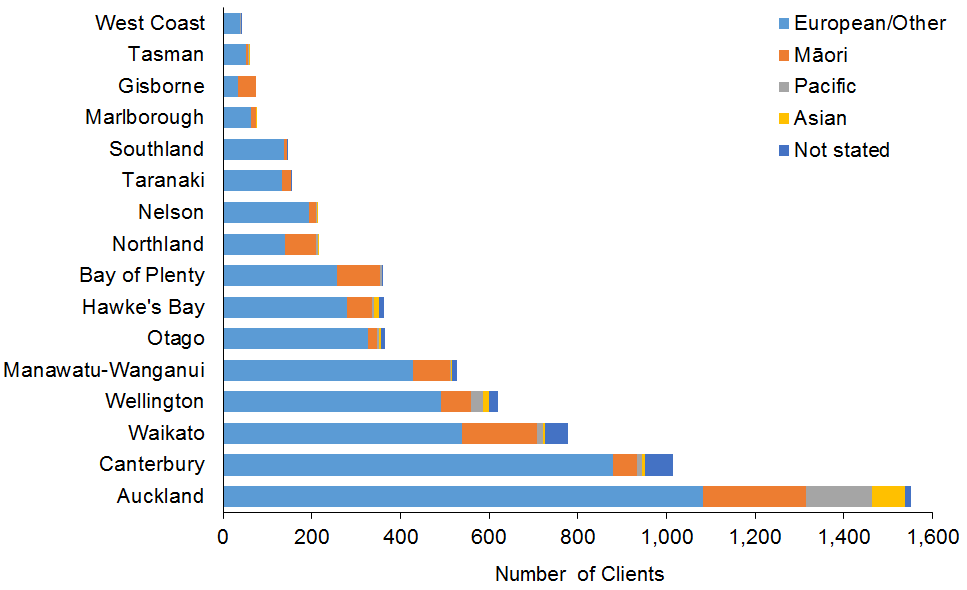 West Coast
Tasman
Gisborne
Marlborough
Southland
Taranaki
Nelson
Northland
Bay of Plenty
Hawke's Bay
Otago
Manawatu-Wanganui
Wellington
Waikato
Canterbury
Auckland
European/Other
Māori
Pacific
Asian
Not stated
0 200 400 600 800 1,000 1,200 1,400 1,600
Number of Clients